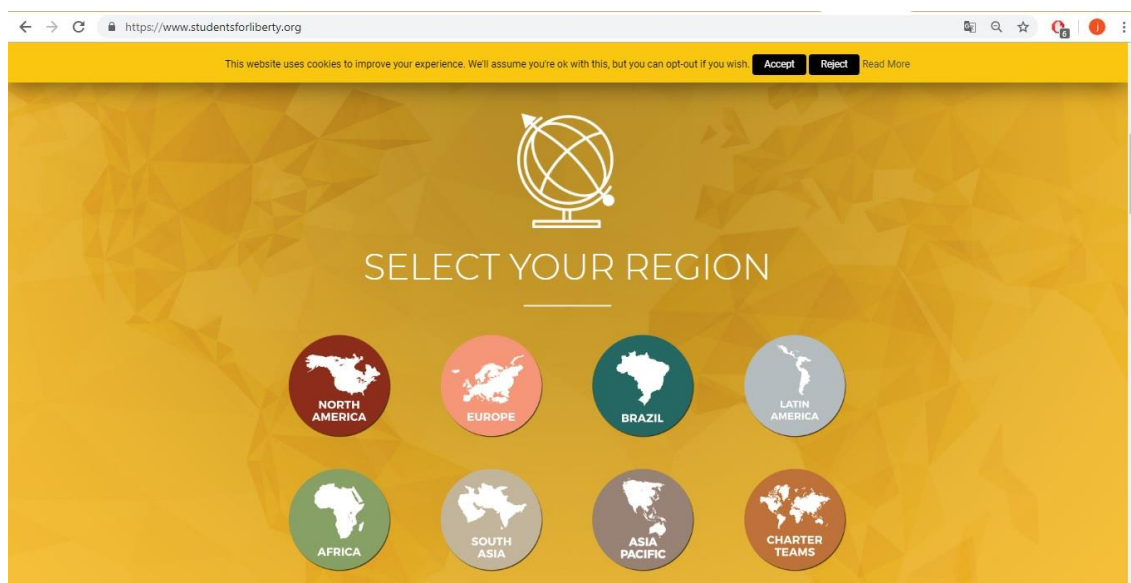 https://www.studentsforliberty.org
6
J
This website uses cookies to improve your experience. We'll assume you're ok with this, but you can opt-out if you wish. Accept Reject Read More
SELECT YOUR REGION
NORTH
AMERICA
EUROPE
BRAZIL
LATIN
AMERICA
AFRICA
SOUTH
ASIA
ASIA
PACIFIC
CHARTER
TEAMS